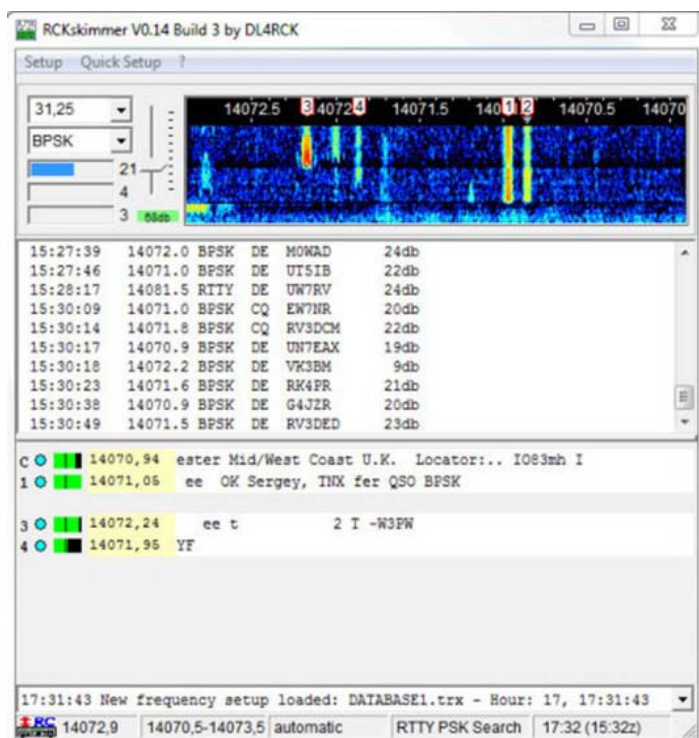 RCKskimmer V0.14 Build 3 by DL4RCK
Setup Quick Setup ?
31,25
BPSK
21
4
3 68db
14072.5 3 4072 4 14071.5 140 1 2 14070.5 14070
15:27:39 14072.0 BPSK DE M0WAD 24db
15:27:46 14071.0 BPSK DE UT5IB 22db
15:28:17 14081.5 RTTY DE UW7RV 24db
15:30:09 14071.0 BPSK CQ EW7NR 20db
15:30:14 14071.8 BPSK CQ RV3DCM 22db
15:30:17 14070.9 BPSK DE UN7EAX 19db
15:30:18 14072.2 BPSK DE VK3BM 9db
15:30:23 14071.6 BPSK DE RK4PR 21db
15:30:38 14070.9 BPSK DE G4JZR 20db
15:30:49 14071.5 BPSK DE RV3DED 23db
C 14070,94 ester Mid/West Coast U.K. Locator:.. IO83mh I
1 14071,05 ee OK Sergey, TNX fer QSO BPSK
3 14072,24 ee t 2 T -W3PW
4 14071,95 YF
17:31:43 New frequency setup loaded: DATABASE1.trx - Hour: 17, 17:31:43
RC 14072,9 14070,5-14073,5 automatic RTTY PSK Search 17:32 (15:32z)